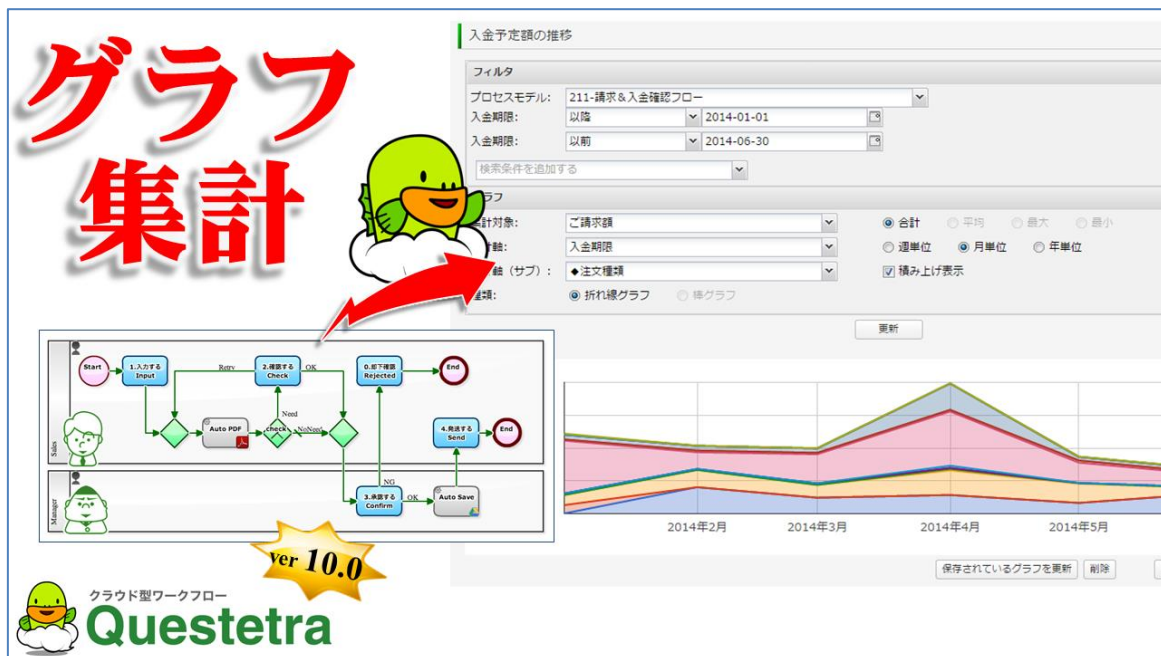 グラフ
集計
入金予定額の推移
フィルタ
プロセスモデル: 211-請求&入金確認フロー
入金期限: 以降 2014-01-01
入金期限: 以前 2014-06-30
検索条件を追加する
ラフ
集計対象: ご請求額 合計 平均 最大 最小
軸: 入金期限 週単位 月単位 年単位
軸(サブ): ◆注文種類 積み上げ表示
種類: 折れ線グラフ 棒グラフ
更新
2014年2月 2014年3月 2014年4月 2014年5月
保存されているグラフを更新 削除
Sales
Start
1.入力する
Input
Retry
2.確認する
Check
OK
0.却下確認
Rejected
End
Auto PDF
Need
check
NoNeed
4.発送する
Send
End
Manager
NG
3.承認する
Confirm
OK
Auto Save
ver 10.0
クラウド型ワークフロー
Questetra